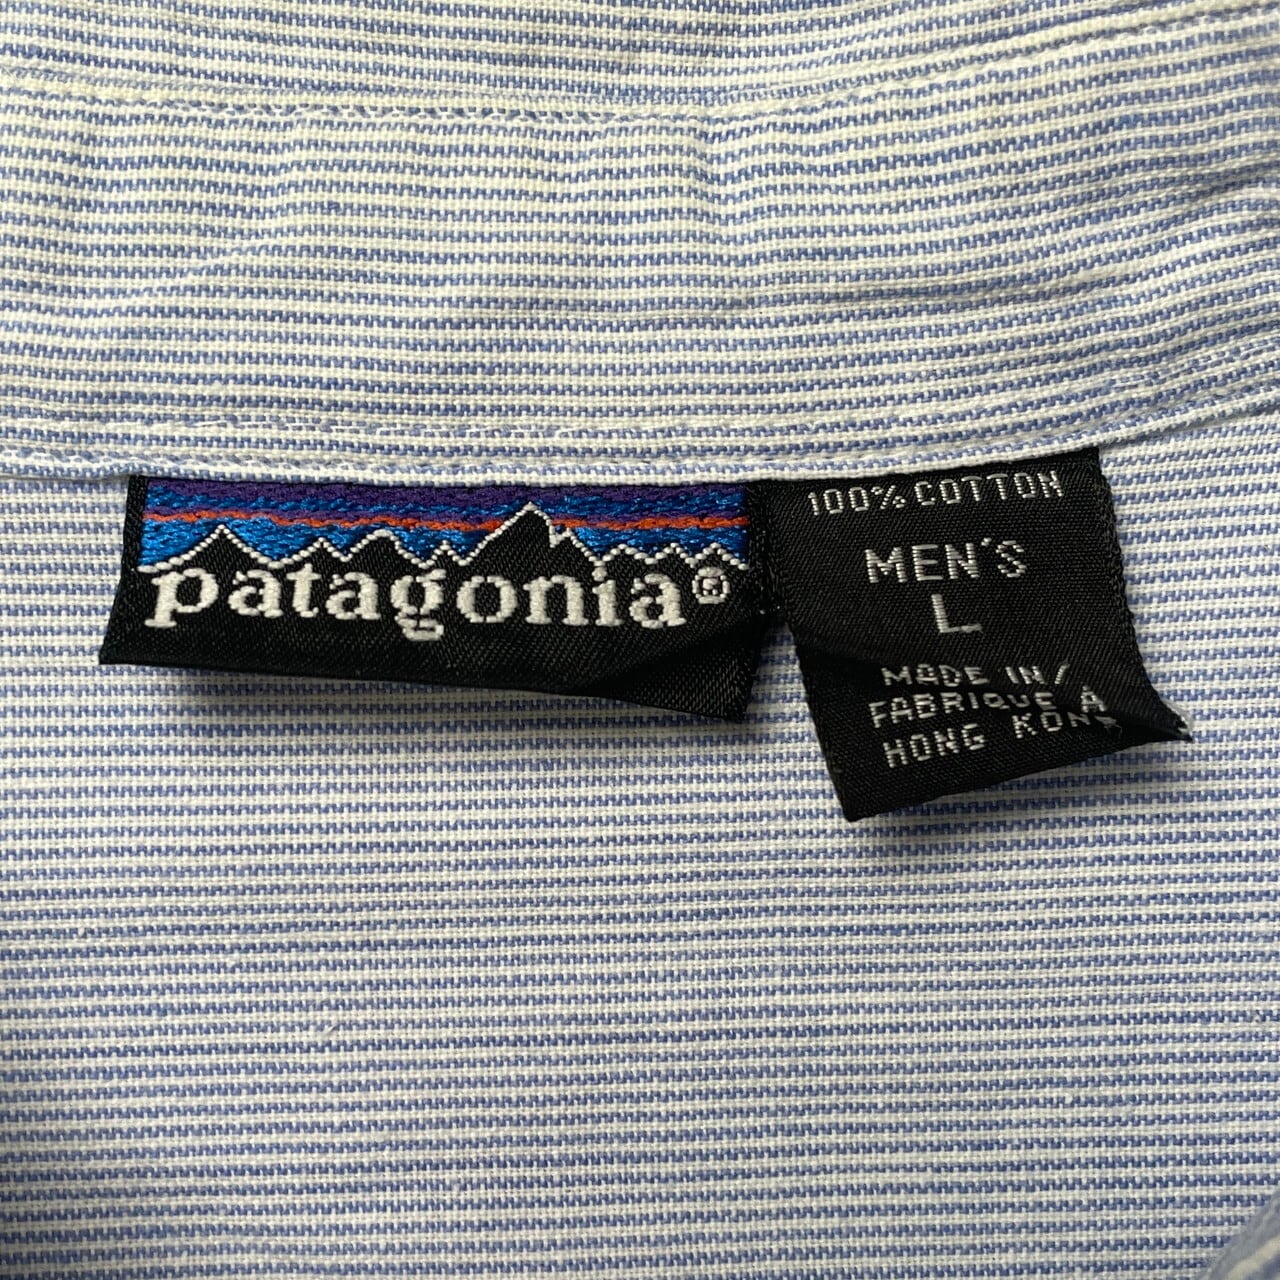 patagonia®
100% COTTON
MEN'S
L
MADE IN/
FABRIQUE A
HONG KONG